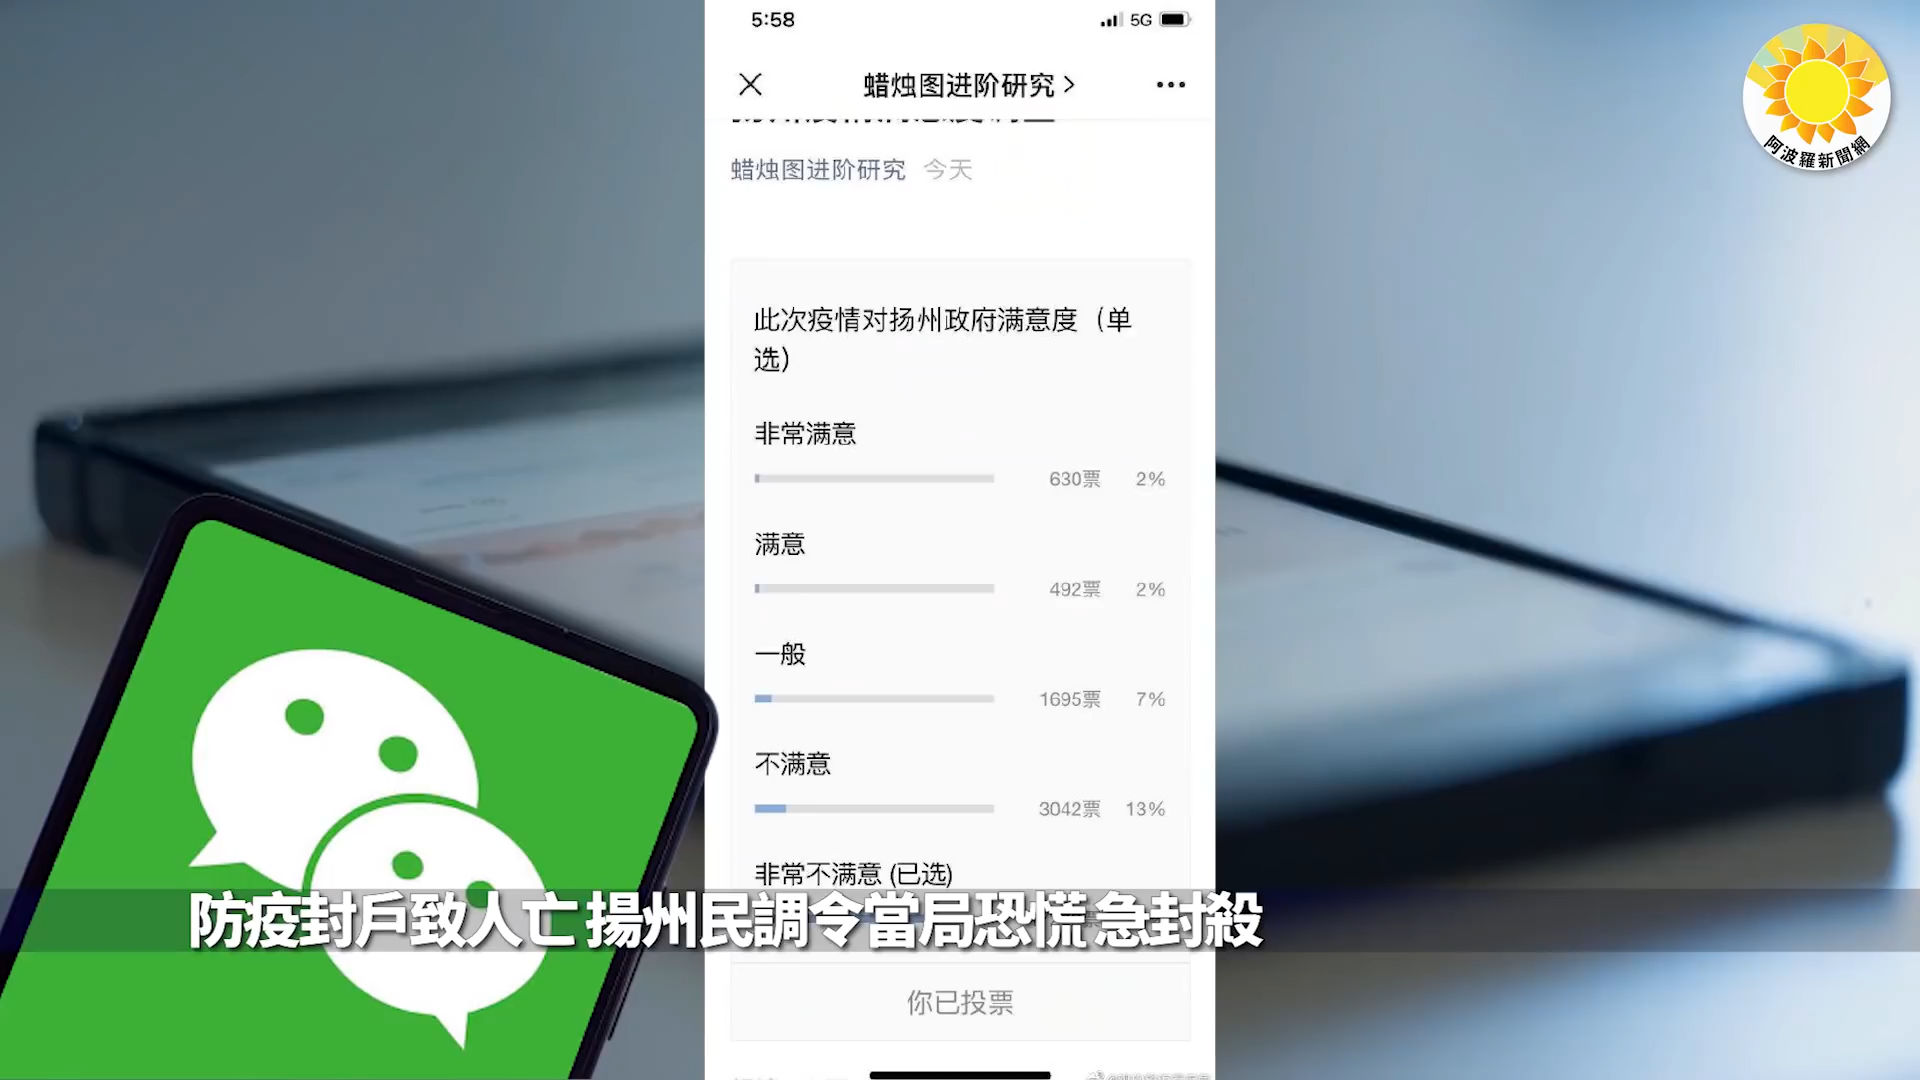 5:58
5G
蜡烛图进阶研究
阿波羅新聞網
蜡烛图进阶研究 今天
此次疫情对扬州政府满意度（单
选）
非常满意
630票 2%
满意
492票 2%
一般
1695票 7%
不满意
3042票 13%
非常不满意 (已选)
防疫封戶致人亡 揚州民調令當局恐慌 急封殺
你已投票